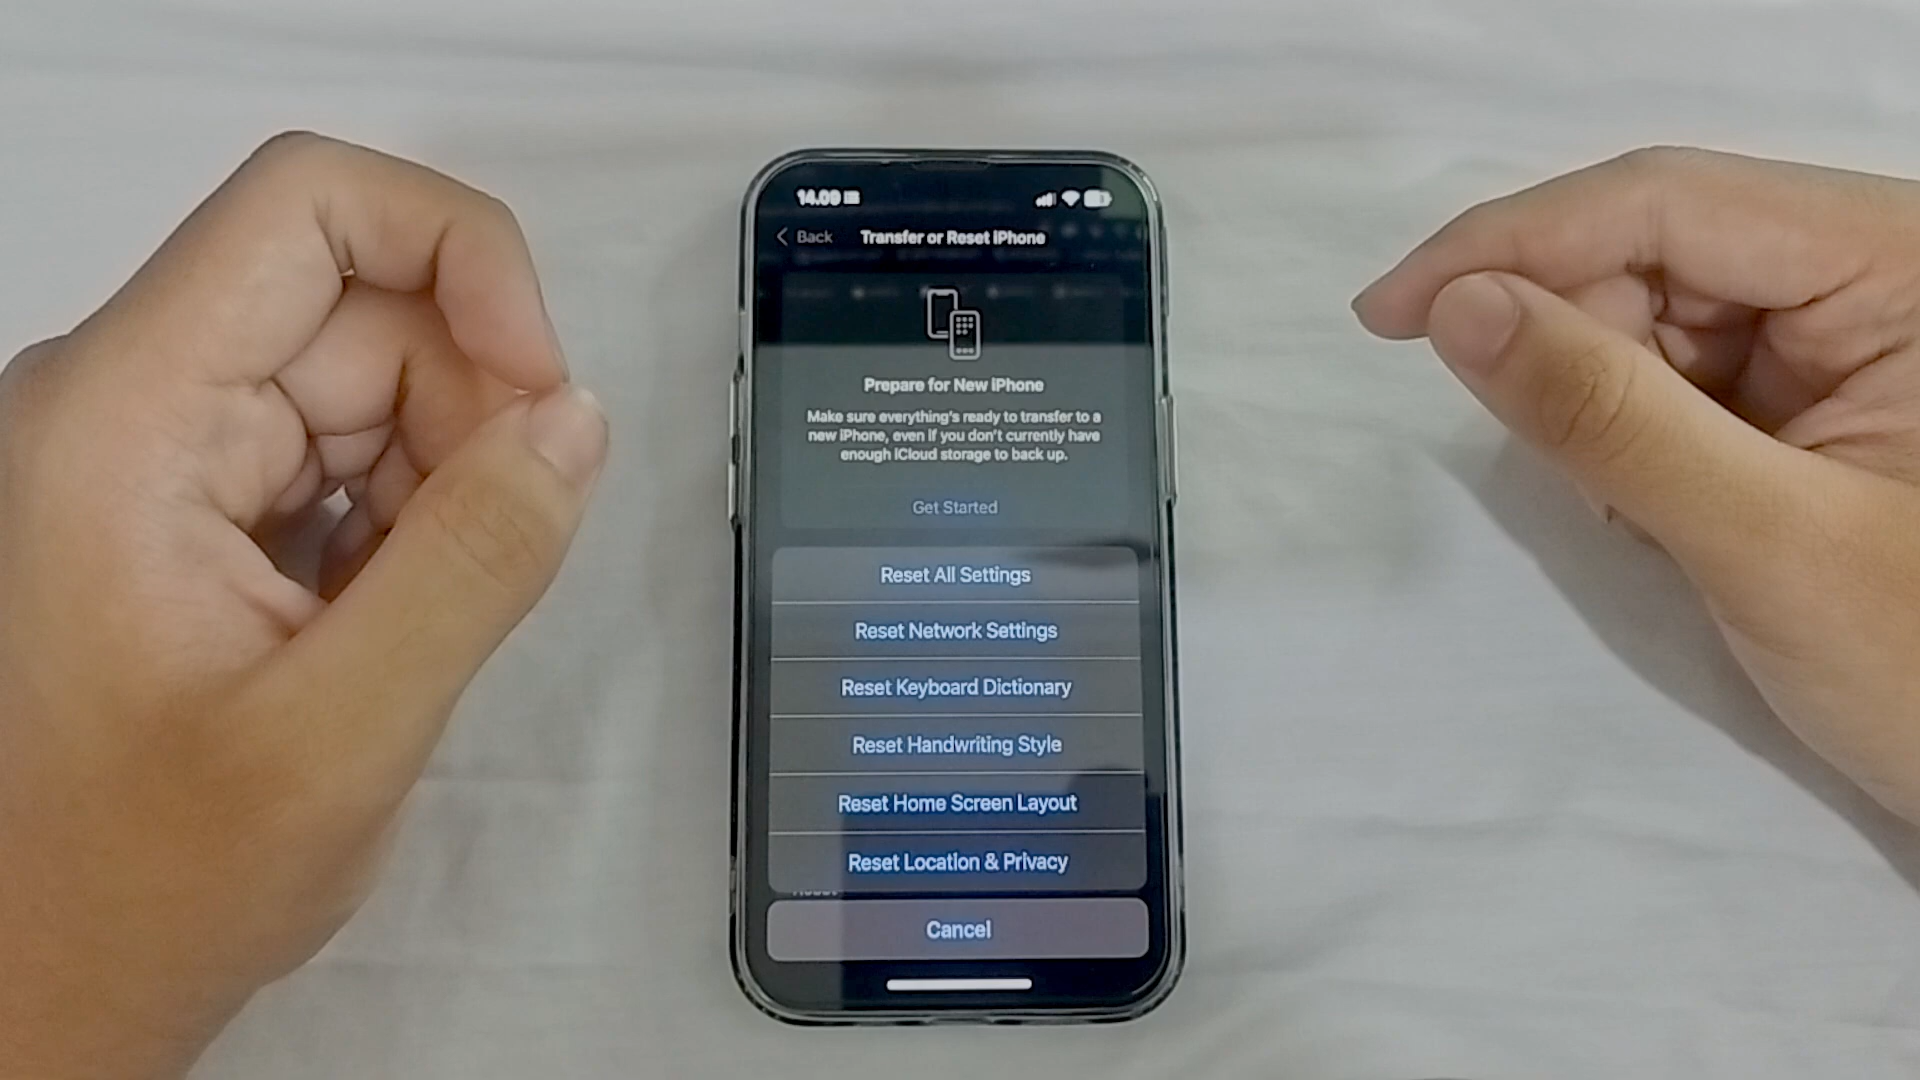 14.09
Back Transfer or Reset iPhone
Prepare for New iPhone
Make sure everything's ready to transfer to a
new iPhone, even if you don't currently have
enough iCloud storage to back up.
Get Started
Reset All Settings
Reset Network Settings
Reset Keyboard Dictionary
Reset Handwriting Style
Reset Home Screen Layout
Reset Location & Privacy
Reset
Cancel